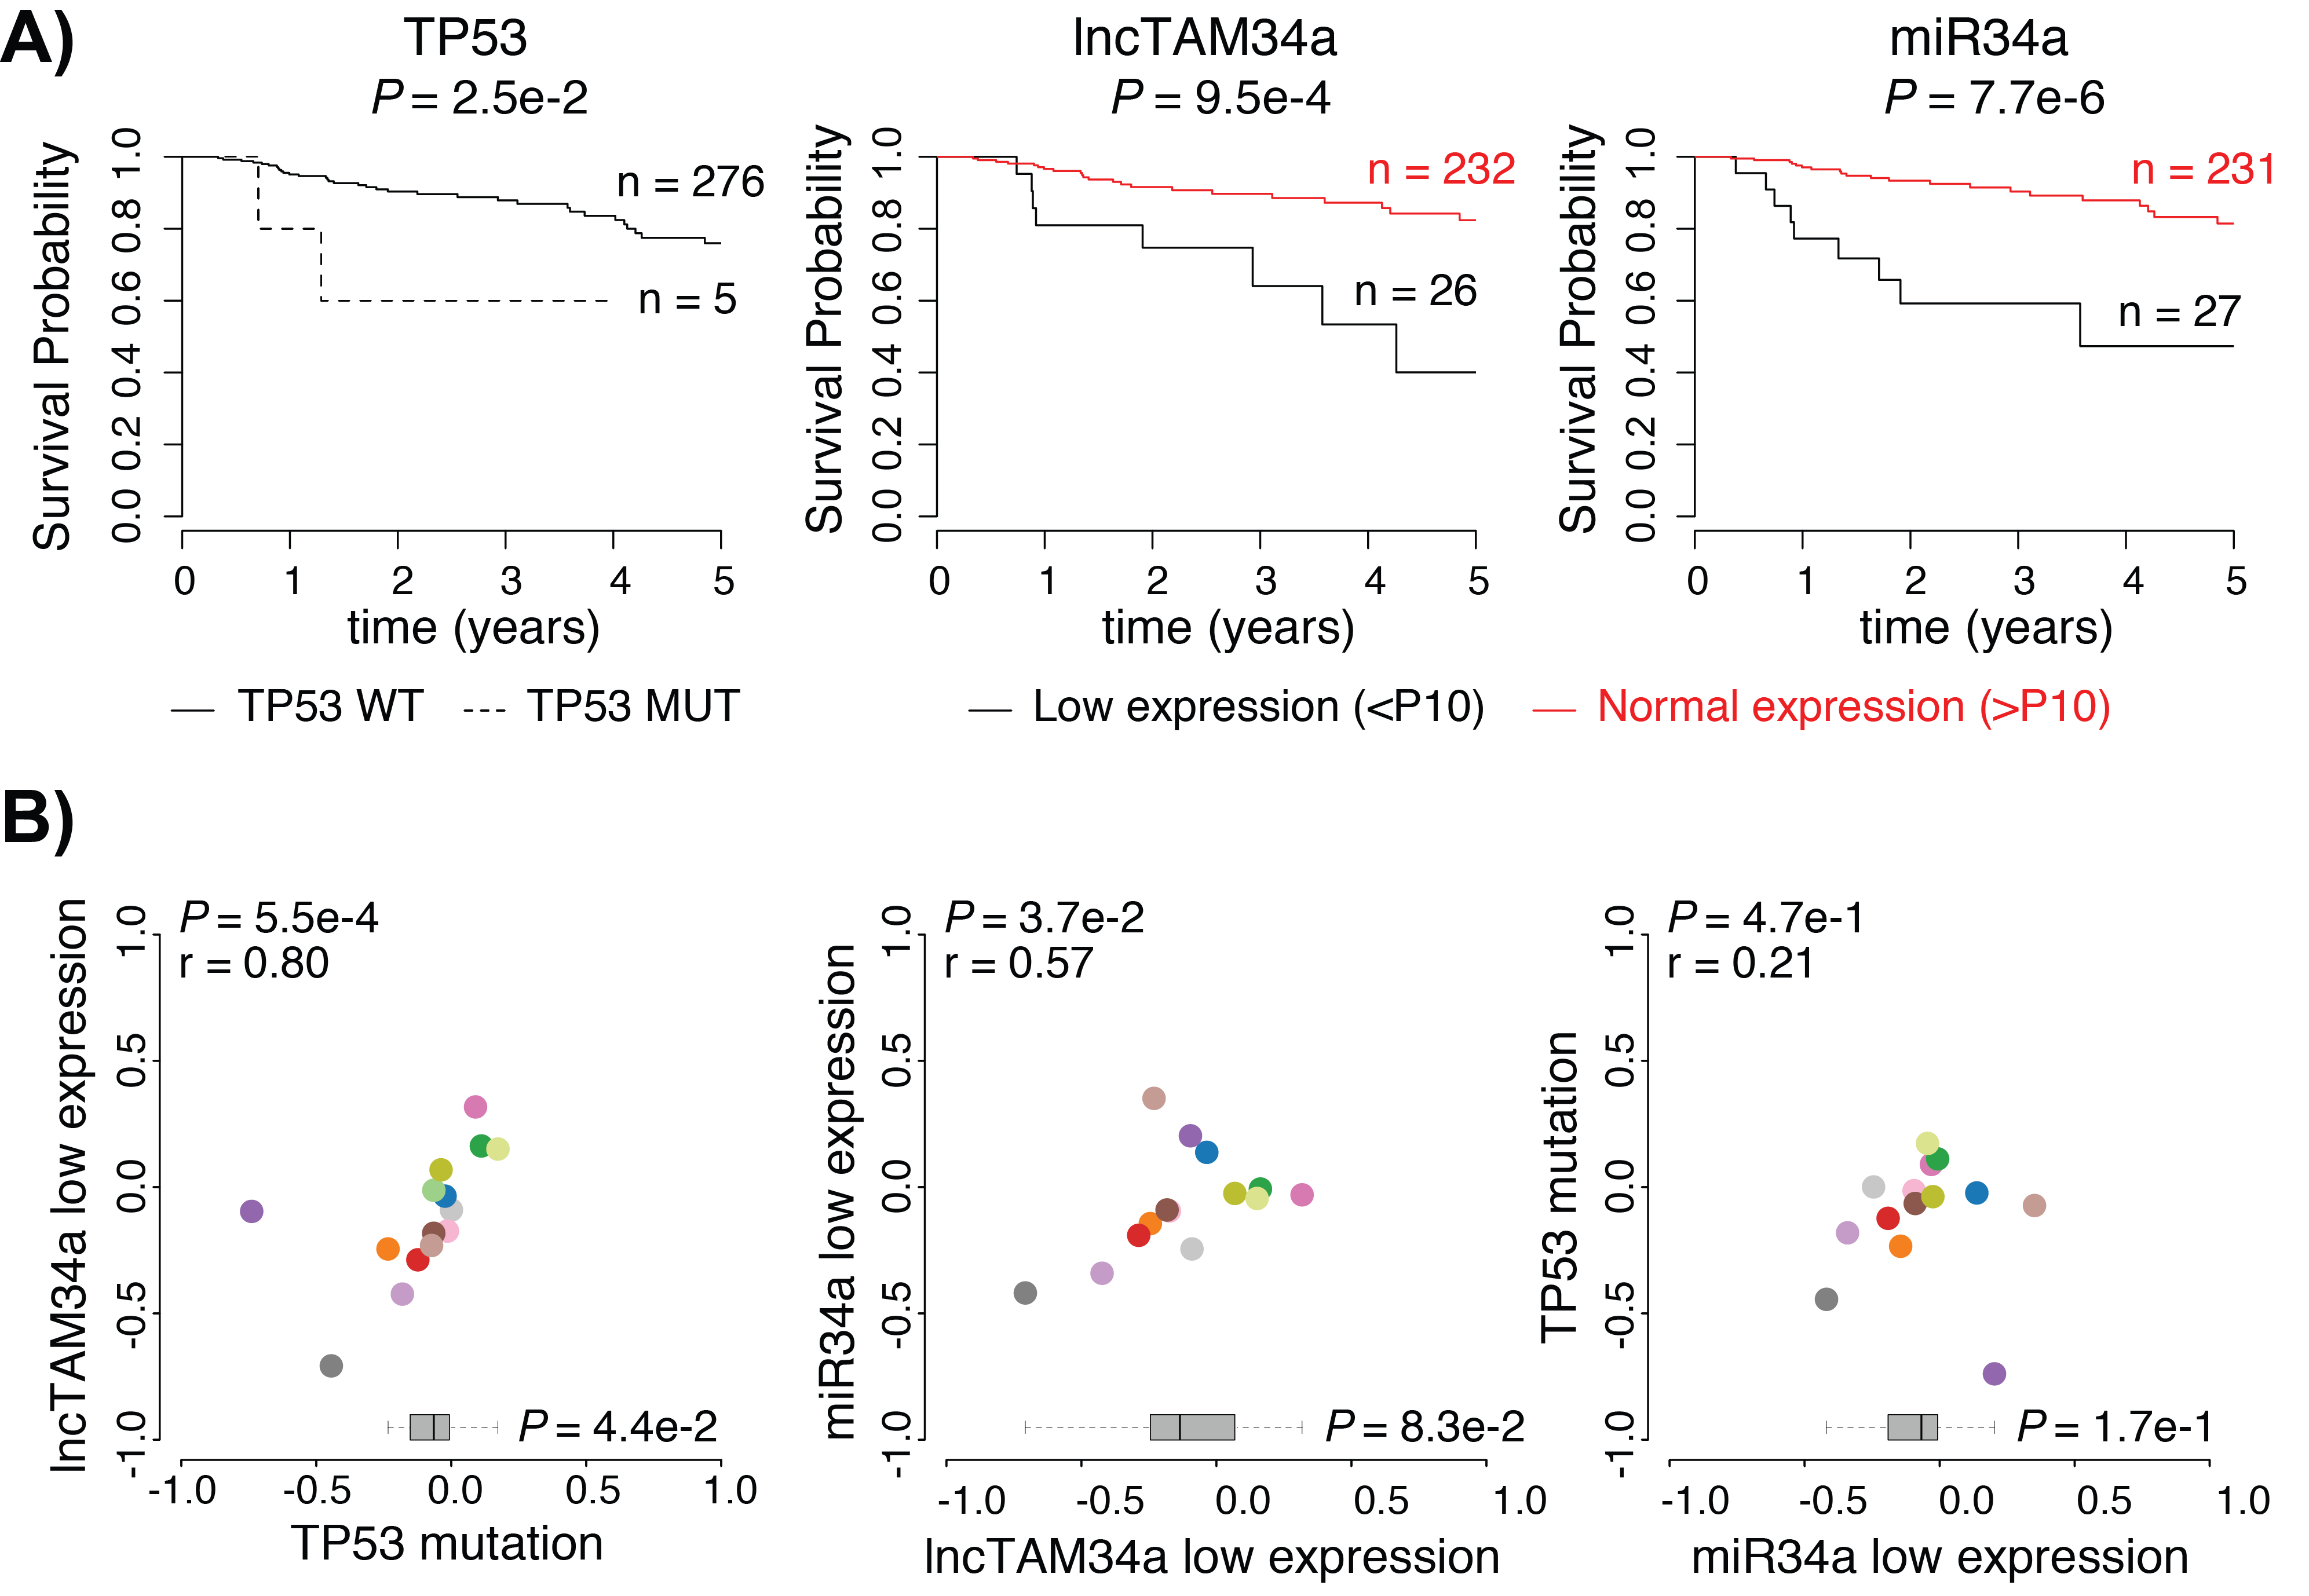 A)
TP53
P = 2.5e-2
Survival Probability
0.0 0.2 0.4 0.6 0.8 1.0
n = 276
n = 5
0 1 2 3 4 5
time (years)
lncTAM34a
P = 9.5e-4
Survival Probability
0.0 0.2 0.4 0.6 0.8 1.0
n = 232
n = 26
0 1 2 3 4 5
time (years)
miR34a
P = 7.7e-6
Survival Probability
0.0 0.2 0.4 0.6 0.8 1.0
n = 231
n = 27
0 1 2 3 4 5
time (years)
TP53 WT TP53 MUT
Low expression (<P10) Normal expression (>P10)
B)
P = 5.5e-4
r = 0.80
lncTAM34a low expression
-1.0 -0.5 0.0 0.5 1.0
P = 4.4e-2
-1.0 -0.5 0.0 0.5 1.0
TP53 mutation
P = 3.7e-2
r = 0.57
miR34a low expression
-1.0 -0.5 0.0 0.5 1.0
P = 8.3e-2
-1.0 -0.5 0.0 0.5 1.0
lncTAM34a low expression
P = 4.7e-1
r = 0.21
TP53 mutation
-1.0 -0.5 0.0 0.5 1.0
P = 1.7e-1
-1.0 -0.5 0.0 0.5 1.0
miR34a low expression